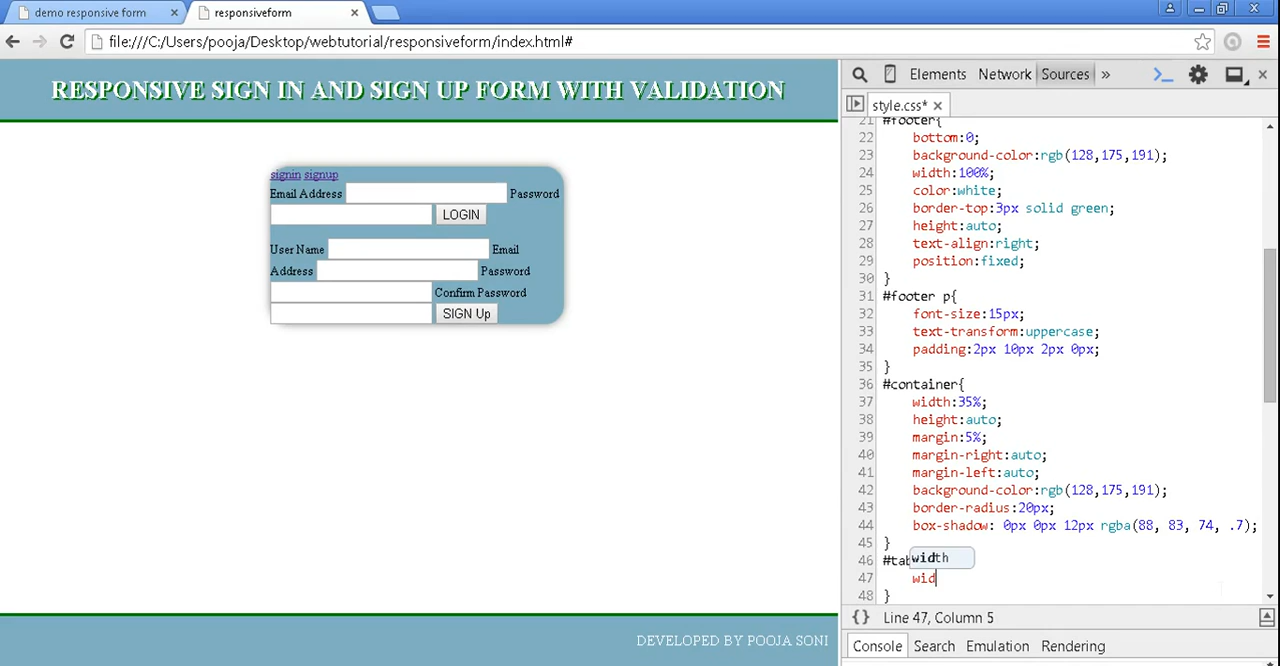 demo responsive form × responsiveform ×
file:///C:/Users/pooja/Desktop/webtutorial/responsiveform/index.html#
RESPONSIVE SIGN IN AND SIGN UP FORM WITH VALIDATION
signin signup
Email Address Password
LOGIN
User Name Email
Address Password
Confirm Password
SIGN Up
DEVELOPED BY POOJA SONI
Elements Network Sources »
style.css* ×
21 #footer{
22 bottom:0;
23 background-color:rgb(128,175,191);
24 width:100%;
25 color:white;
26 border-top:3px solid green;
27 height:auto;
28 text-align:right;
29 position:fixed;
30 }
31 #footer p{
32 font-size:15px;
33 text-transform:uppercase;
34 padding:2px 10px 2px 0px;
35 }
36 #container{
37 width:35%;
38 height:auto;
39 margin:5%;
40 margin-right:auto;
41 margin-left:auto;
42 background-color:rgb(128,175,191);
43 border-radius:20px;
44 box-shadow: 0px 0px 12px rgba(88, 83, 74, .7);
45 }
46 #tab
width
47 wid
48 }
{} Line 47, Column 5
Console Search Emulation Rendering